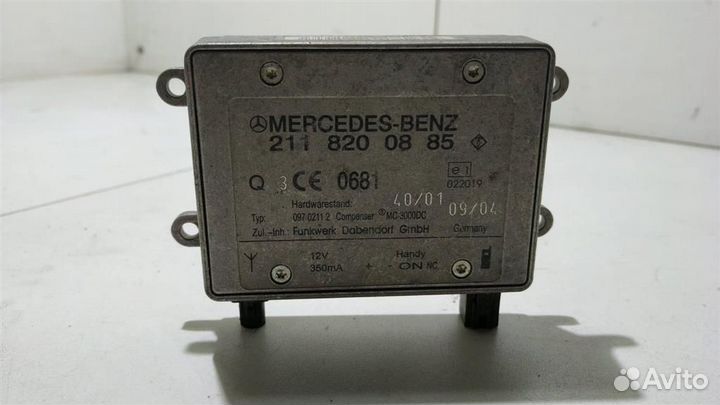 MERCEDES-BENZ
211 820 08 85
Q 3 CE 0681
e1
022019
Hardwarestand: 40/01 09/04
Typ: 097 0211 2 Compenser MC-3000DC
Zul.-Inh.: Funkwerk Dabendorf GmbH Germany
12V Handy
350mA + - ON NC
Avito